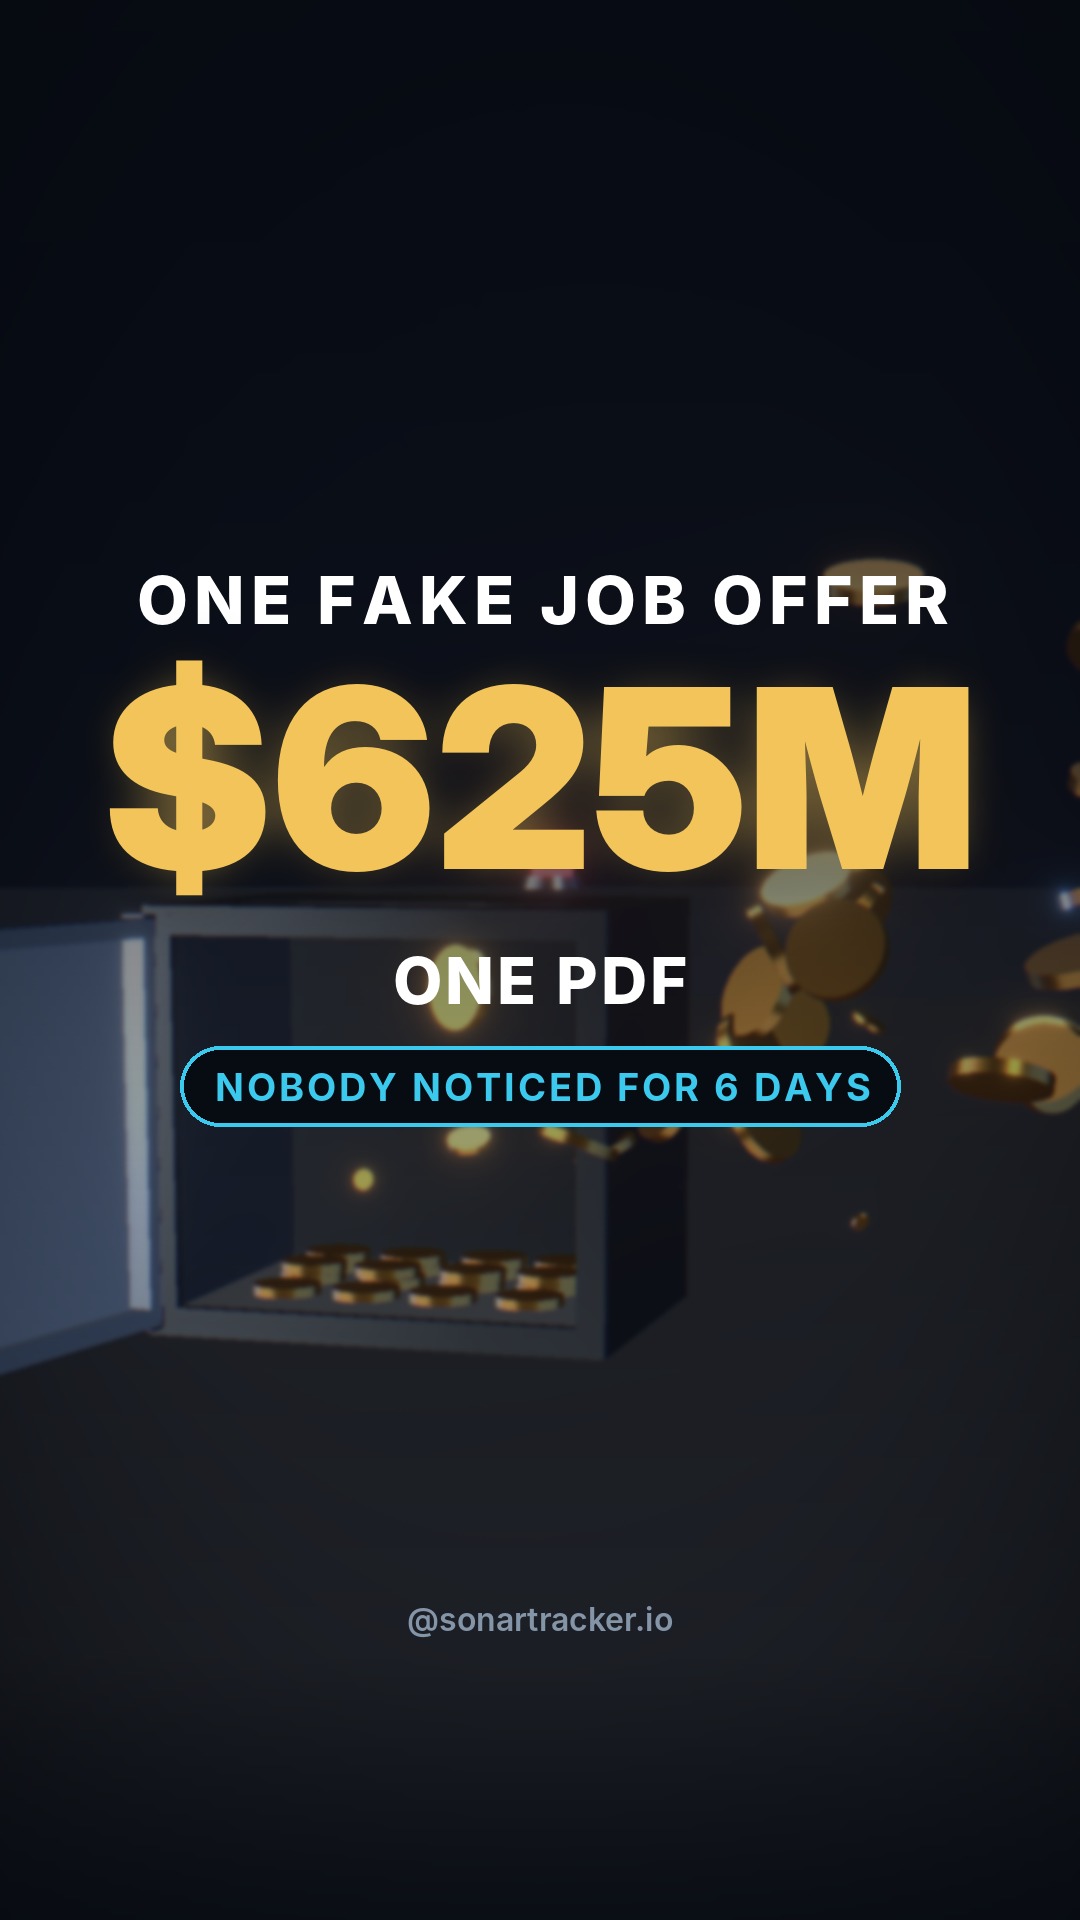 ONE FAKE JOB OFFER
$625M
ONE PDF
NOBODY NOTICED FOR 6 DAYS
@sonartracker.io